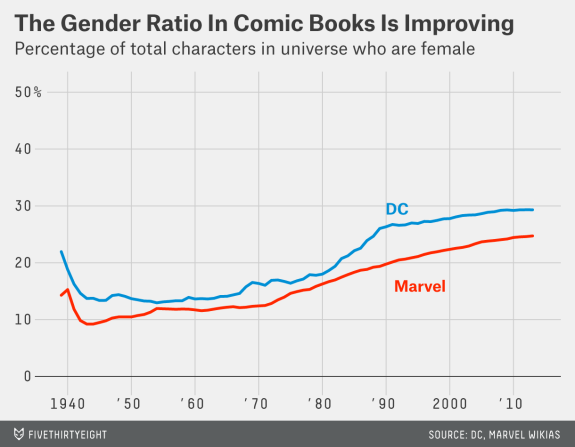 The Gender Ratio In Comic Books Is Improving
Percentage of total characters in universe who are female
50%
40
30
20
10
0
DC
Marvel
1940 '50 '60 '70 '80 '90 2000 '10
FIVETHIRTYEIGHT
SOURCE: DC, MARVEL WIKIAS